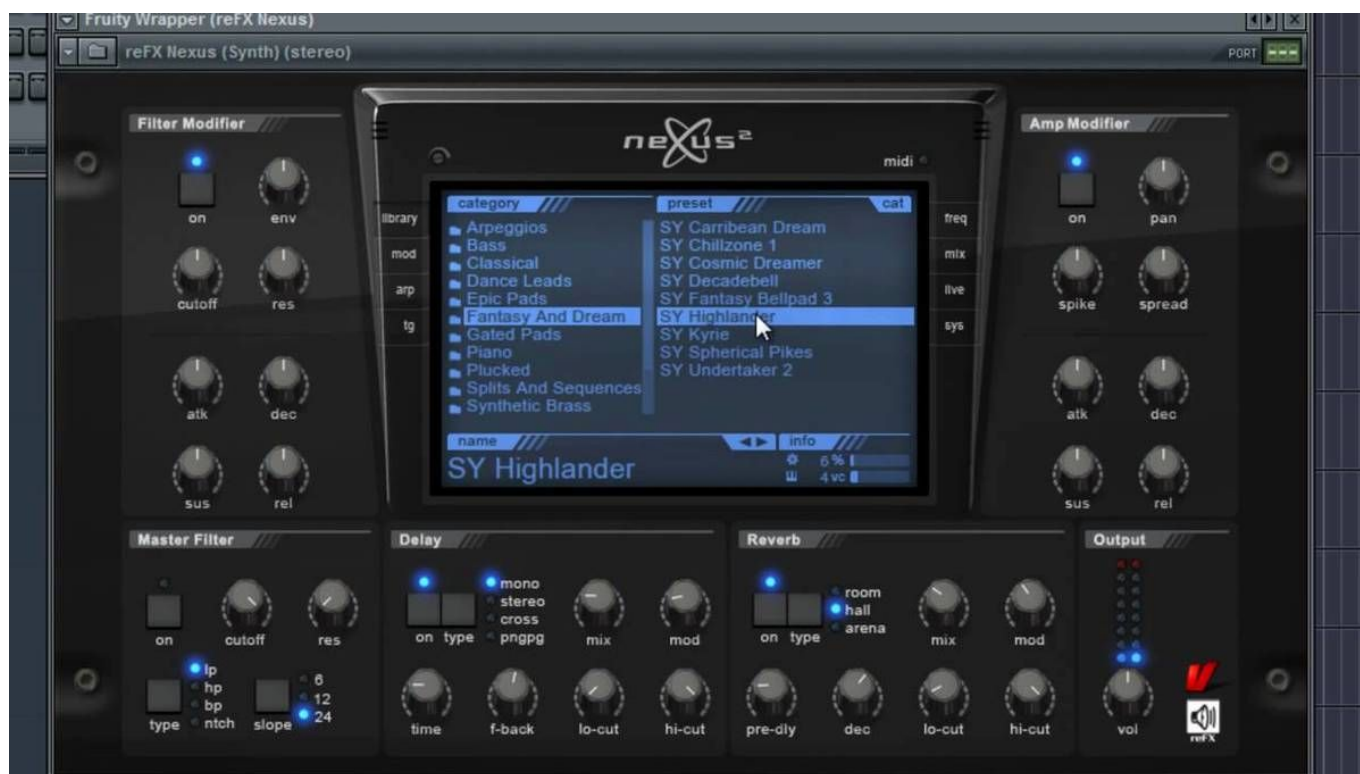 Fruity Wrapper (reFX Nexus)
reFX Nexus (Synth) (stereo)
PORT
Filter Modifier
on
env
cutoff
res
atk
dec
sus
rel
nexus²
midi
library
mod
arp
tg
category
Arpeggios
Bass
Classical
Dance Leads
Epic Pads
Fantasy And Dream
Gated Pads
Piano
Plucked
Splits And Sequences
Synthetic Brass
preset
cat
SY Carribean Dream
SY Chillzone 1
SY Cosmic Dreamer
SY Decadebell
SY Fantasy Bellpad 3
SY Highlander
SY Kyrie
SY Spherical Pikes
SY Undertaker 2
name
info
SY Highlander
6 %
4 vc
freq
mix
live
sys
Amp Modifier
on
pan
spike
spread
atk
dec
sus
rel
Master Filter
on
cutoff
res
type
lp
hp
bp
ntch
slope
6
12
24
Delay
on
type
mono
stereo
cross
pngpg
mix
mod
time
f-back
lo-cut
hi-cut
Reverb
on
type
room
hall
arena
mix
mod
pre-dly
dec
lo-cut
hi-cut
Output
vol
reFX